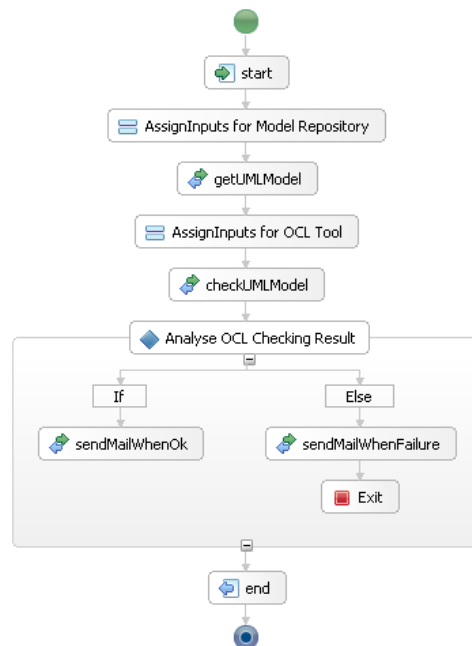 start
AssignInputs for Model Repository
getUMLModel
AssignInputs for OCL Tool
checkUMLModel
Analyse OCL Checking Result
If
Else
sendMailWhenOk
sendMailWhenFailure
Exit
end